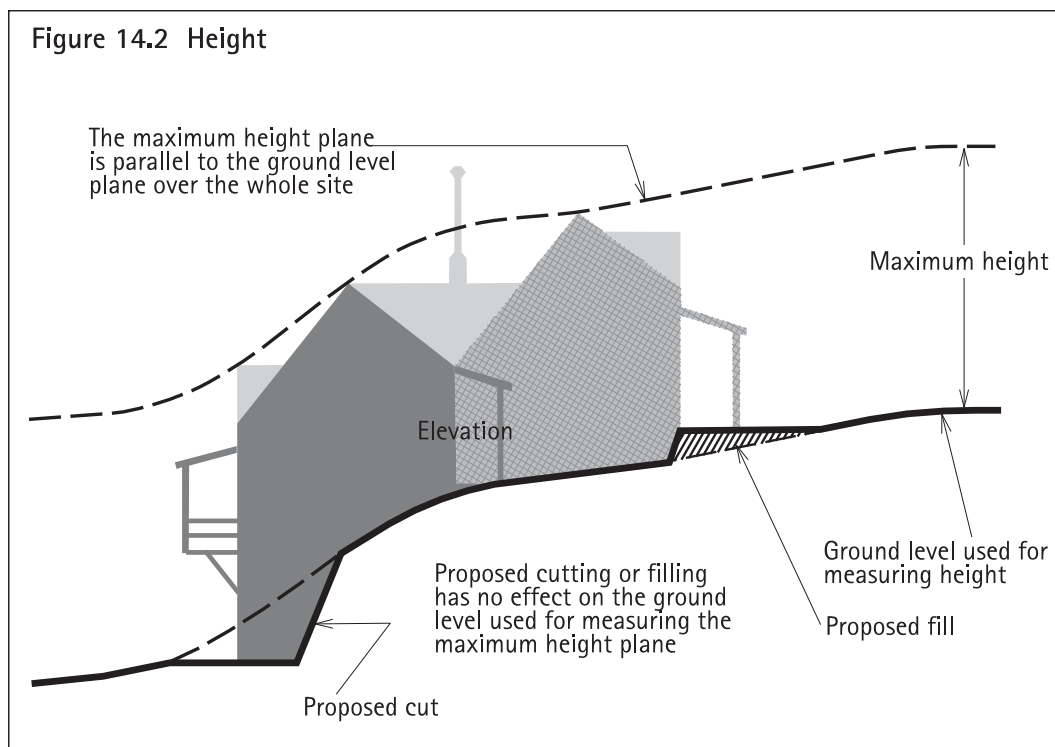 Figure 14.2 Height
The maximum height plane
is parallel to the ground level
plane over the whole site
Maximum height
Elevation
Ground level used for
measuring height
Proposed cutting or filling
has no effect on the ground
level used for measuring the
maximum height plane
Proposed fill
Proposed cut